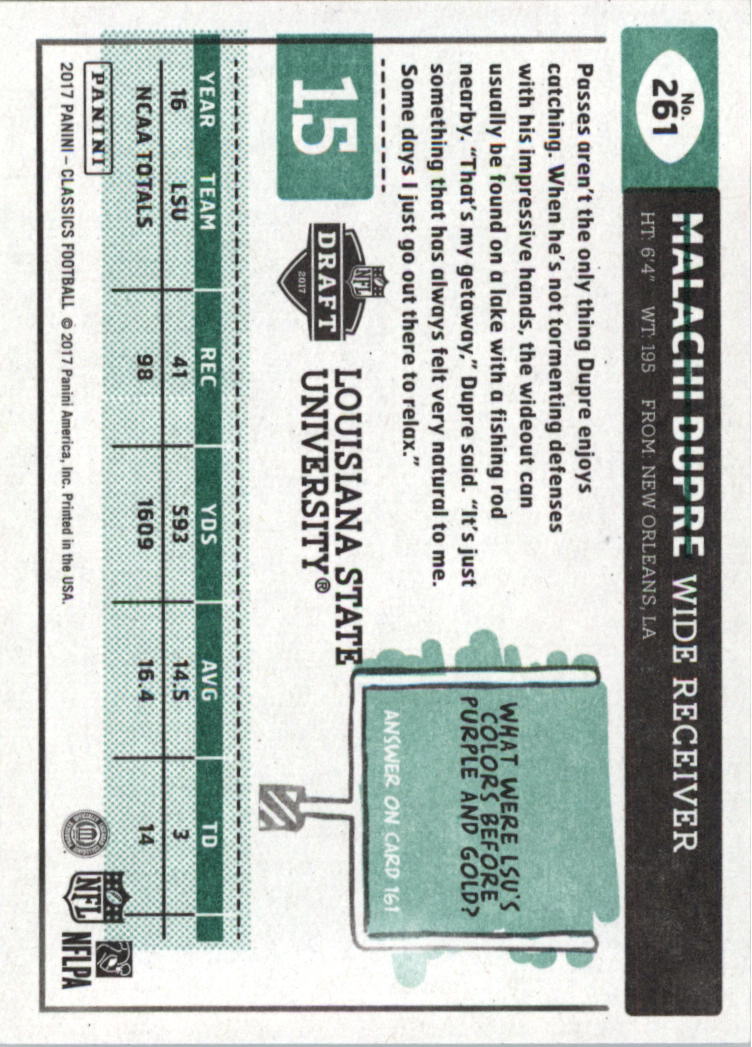 No.
261
MALACHI DUPRE WIDE RECEIVER
HT: 6'4" WT: 195 FROM: NEW ORLEANS, LA
Passes aren't the only thing Dupre enjoys
catching. When he's not tormenting defenses
with his impressive hands, the wideout can
usually be found on a lake with a fishing rod
nearby. "That's my getaway," Dupre said. "It's just
something that has always felt very natural to me.
Some days I just go out there to relax."
WHAT WERE LSU'S
COLORS BEFORE
PURPLE AND GOLD?
ANSWER ON CARD 161
15
NFL
DRAFT
2017
LOUISIANA STATE
UNIVERSITY®
YEAR TEAM REC YDS AVG TD
16 LSU 41 593 14.5 3
NCAA TOTALS 98 1609 16.4 14
PANINI
2017 PANINI – CLASSICS FOOTBALL © 2017 Panini America, Inc. Printed in the USA.
NFL
NFLPA